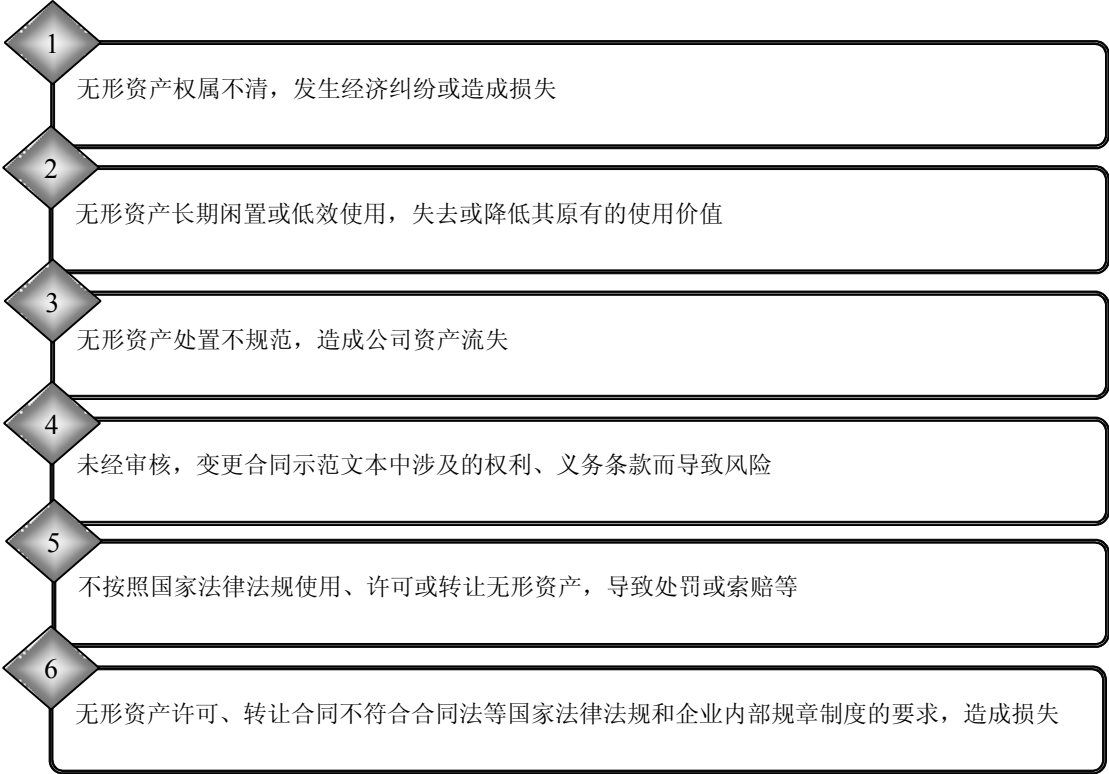 1
无形资产权属不清，发生经济纠纷或造成损失
2
无形资产长期闲置或低效使用，失去或降低其原有的使用价值
3
无形资产处置不规范，造成公司资产流失
4
未经审核，变更合同示范文本中涉及的权利、义务条款而导致风险
5
不按照国家法律法规使用、许可或转让无形资产，导致处罚或索赔等
6
无形资产许可、转让合同不符合合同法等国家法律法规和企业内部规章制度的要求，造成损失